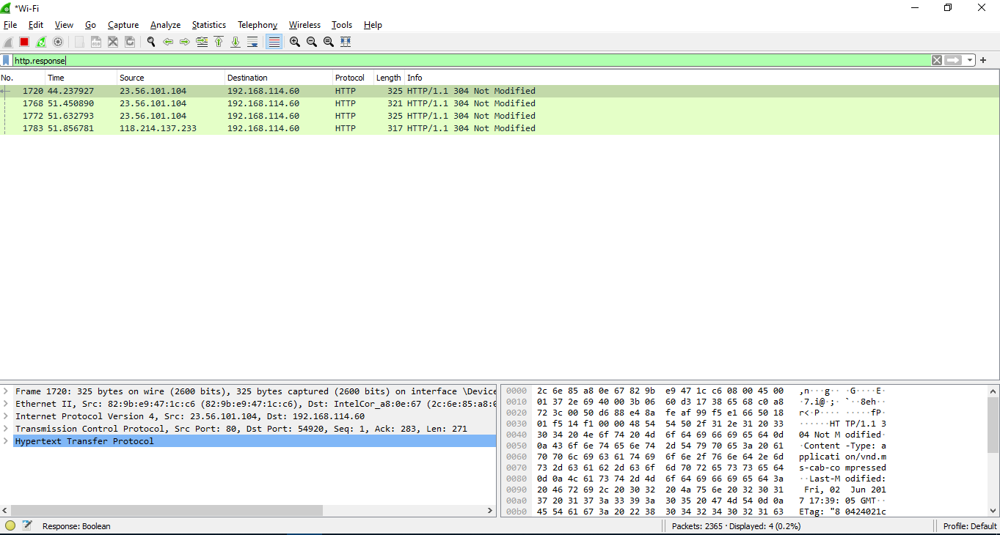 *Wi-Fi
File Edit View Go Capture Analyze Statistics Telephony Wireless Tools Help
http.response
No. Time Source Destination Protocol Length Info
1720 44.237927 23.56.101.104 192.168.114.60 HTTP 325 HTTP/1.1 304 Not Modified
1768 51.450890 23.56.101.104 192.168.114.60 HTTP 321 HTTP/1.1 304 Not Modified
1772 51.632793 23.56.101.104 192.168.114.60 HTTP 325 HTTP/1.1 304 Not Modified
1783 51.856781 118.214.137.233 192.168.114.60 HTTP 317 HTTP/1.1 304 Not Modified
Frame 1720: 325 bytes on wire (2600 bits), 325 bytes captured (2600 bits) on interface \Device
Ethernet II, Src: 82:9b:e9:47:1c:c6 (82:9b:e9:47:1c:c6), Dst: IntelCor_a8:0e:67 (2c:6e:85:a8:0
Internet Protocol Version 4, Src: 23.56.101.104, Dst: 192.168.114.60
Transmission Control Protocol, Src Port: 80, Dst Port: 54920, Seq: 1, Ack: 283, Len: 271
Hypertext Transfer Protocol
0000 2c 6e 85 a8 0e 67 82 9b e9 47 1c c6 08 00 45 00 ,n···g·· ·G····E·
0010 01 37 2e 69 40 00 3b 06 60 d3 17 38 65 68 c0 a8 ·7.i@·;· `··8eh··
0020 72 3c 00 50 d6 88 e4 8a fe af 99 f5 e1 66 50 18 r<·P···· ·····fP·
0030 01 f5 14 f1 00 00 48 54 54 50 2f 31 2e 31 20 33 ······HT TP/1.1 3
0040 30 34 20 4e 6f 74 20 4d 6f 64 69 66 69 65 64 0d 04 Not M odified·
0050 0a 43 6f 6e 74 65 6e 74 2d 54 79 70 65 3a 20 61 ·Content -Type: a
0060 70 70 6c 69 63 61 74 69 6f 6e 2f 76 6e 64 2e 6d pplicati on/vnd.m
0070 73 2d 63 61 62 2d 63 6f 6d 70 72 65 73 73 65 64 s-cab-co mpressed
0080 0d 0a 4c 61 73 74 2d 4d 6f 64 69 66 69 65 64 3a ··Last-M odified:
0090 20 46 72 69 2c 20 30 32 20 4a 75 6e 20 32 30 31 Fri, 02 Jun 201
00a0 37 20 31 37 3a 33 39 3a 30 35 20 47 4d 54 0d 0a 7 17:39: 05 GMT··
00b0 45 54 61 67 3a 20 22 38 30 34 32 34 30 32 31 63 ETag: "8 0424021c
Response: Boolean
Packets: 2365 · Displayed: 4 (0.2%)
Profile: Default